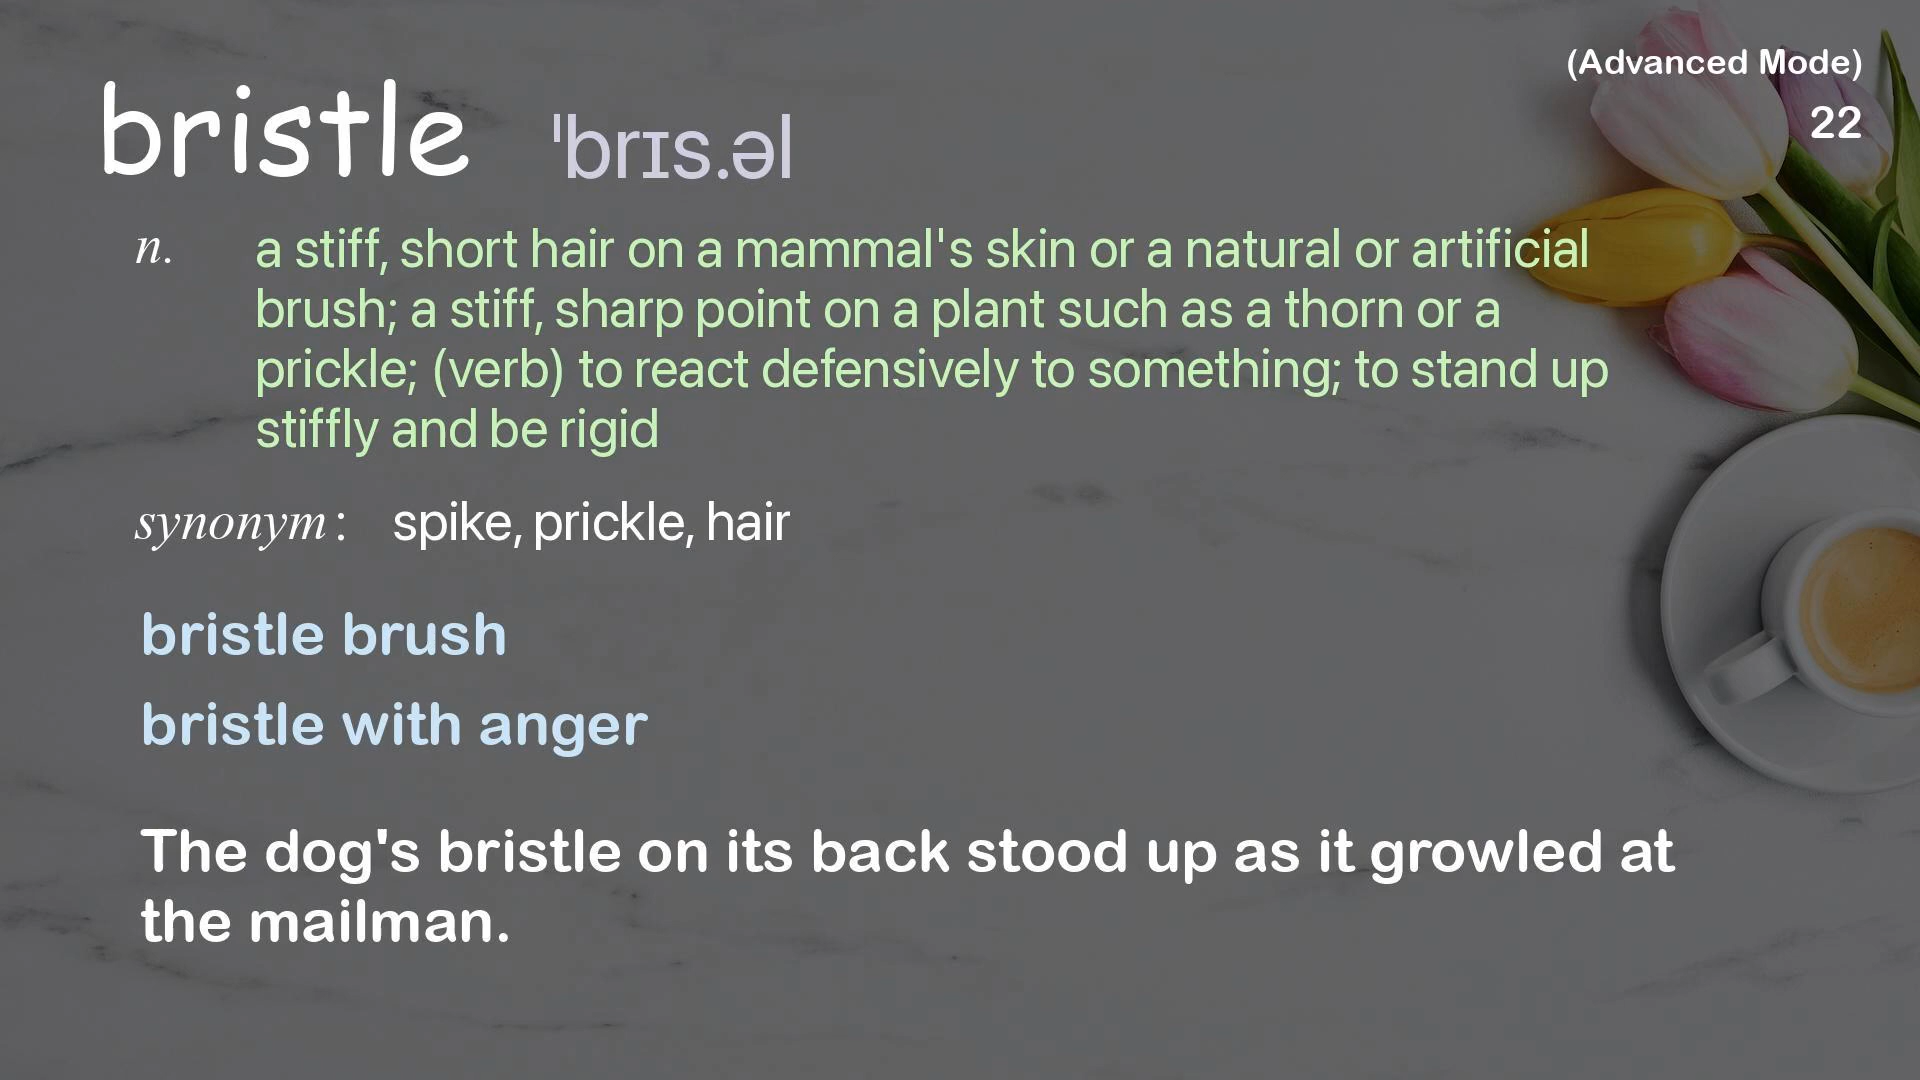 (Advanced Mode)
22
bristle ˈbrɪs.əl
n. a stiff, short hair on a mammal's skin or a natural or artificial
brush; a stiff, sharp point on a plant such as a thorn or a
prickle; (verb) to react defensively to something; to stand up
stiffly and be rigid
synonym: spike, prickle, hair
bristle brush
bristle with anger
The dog's bristle on its back stood up as it growled at
the mailman.